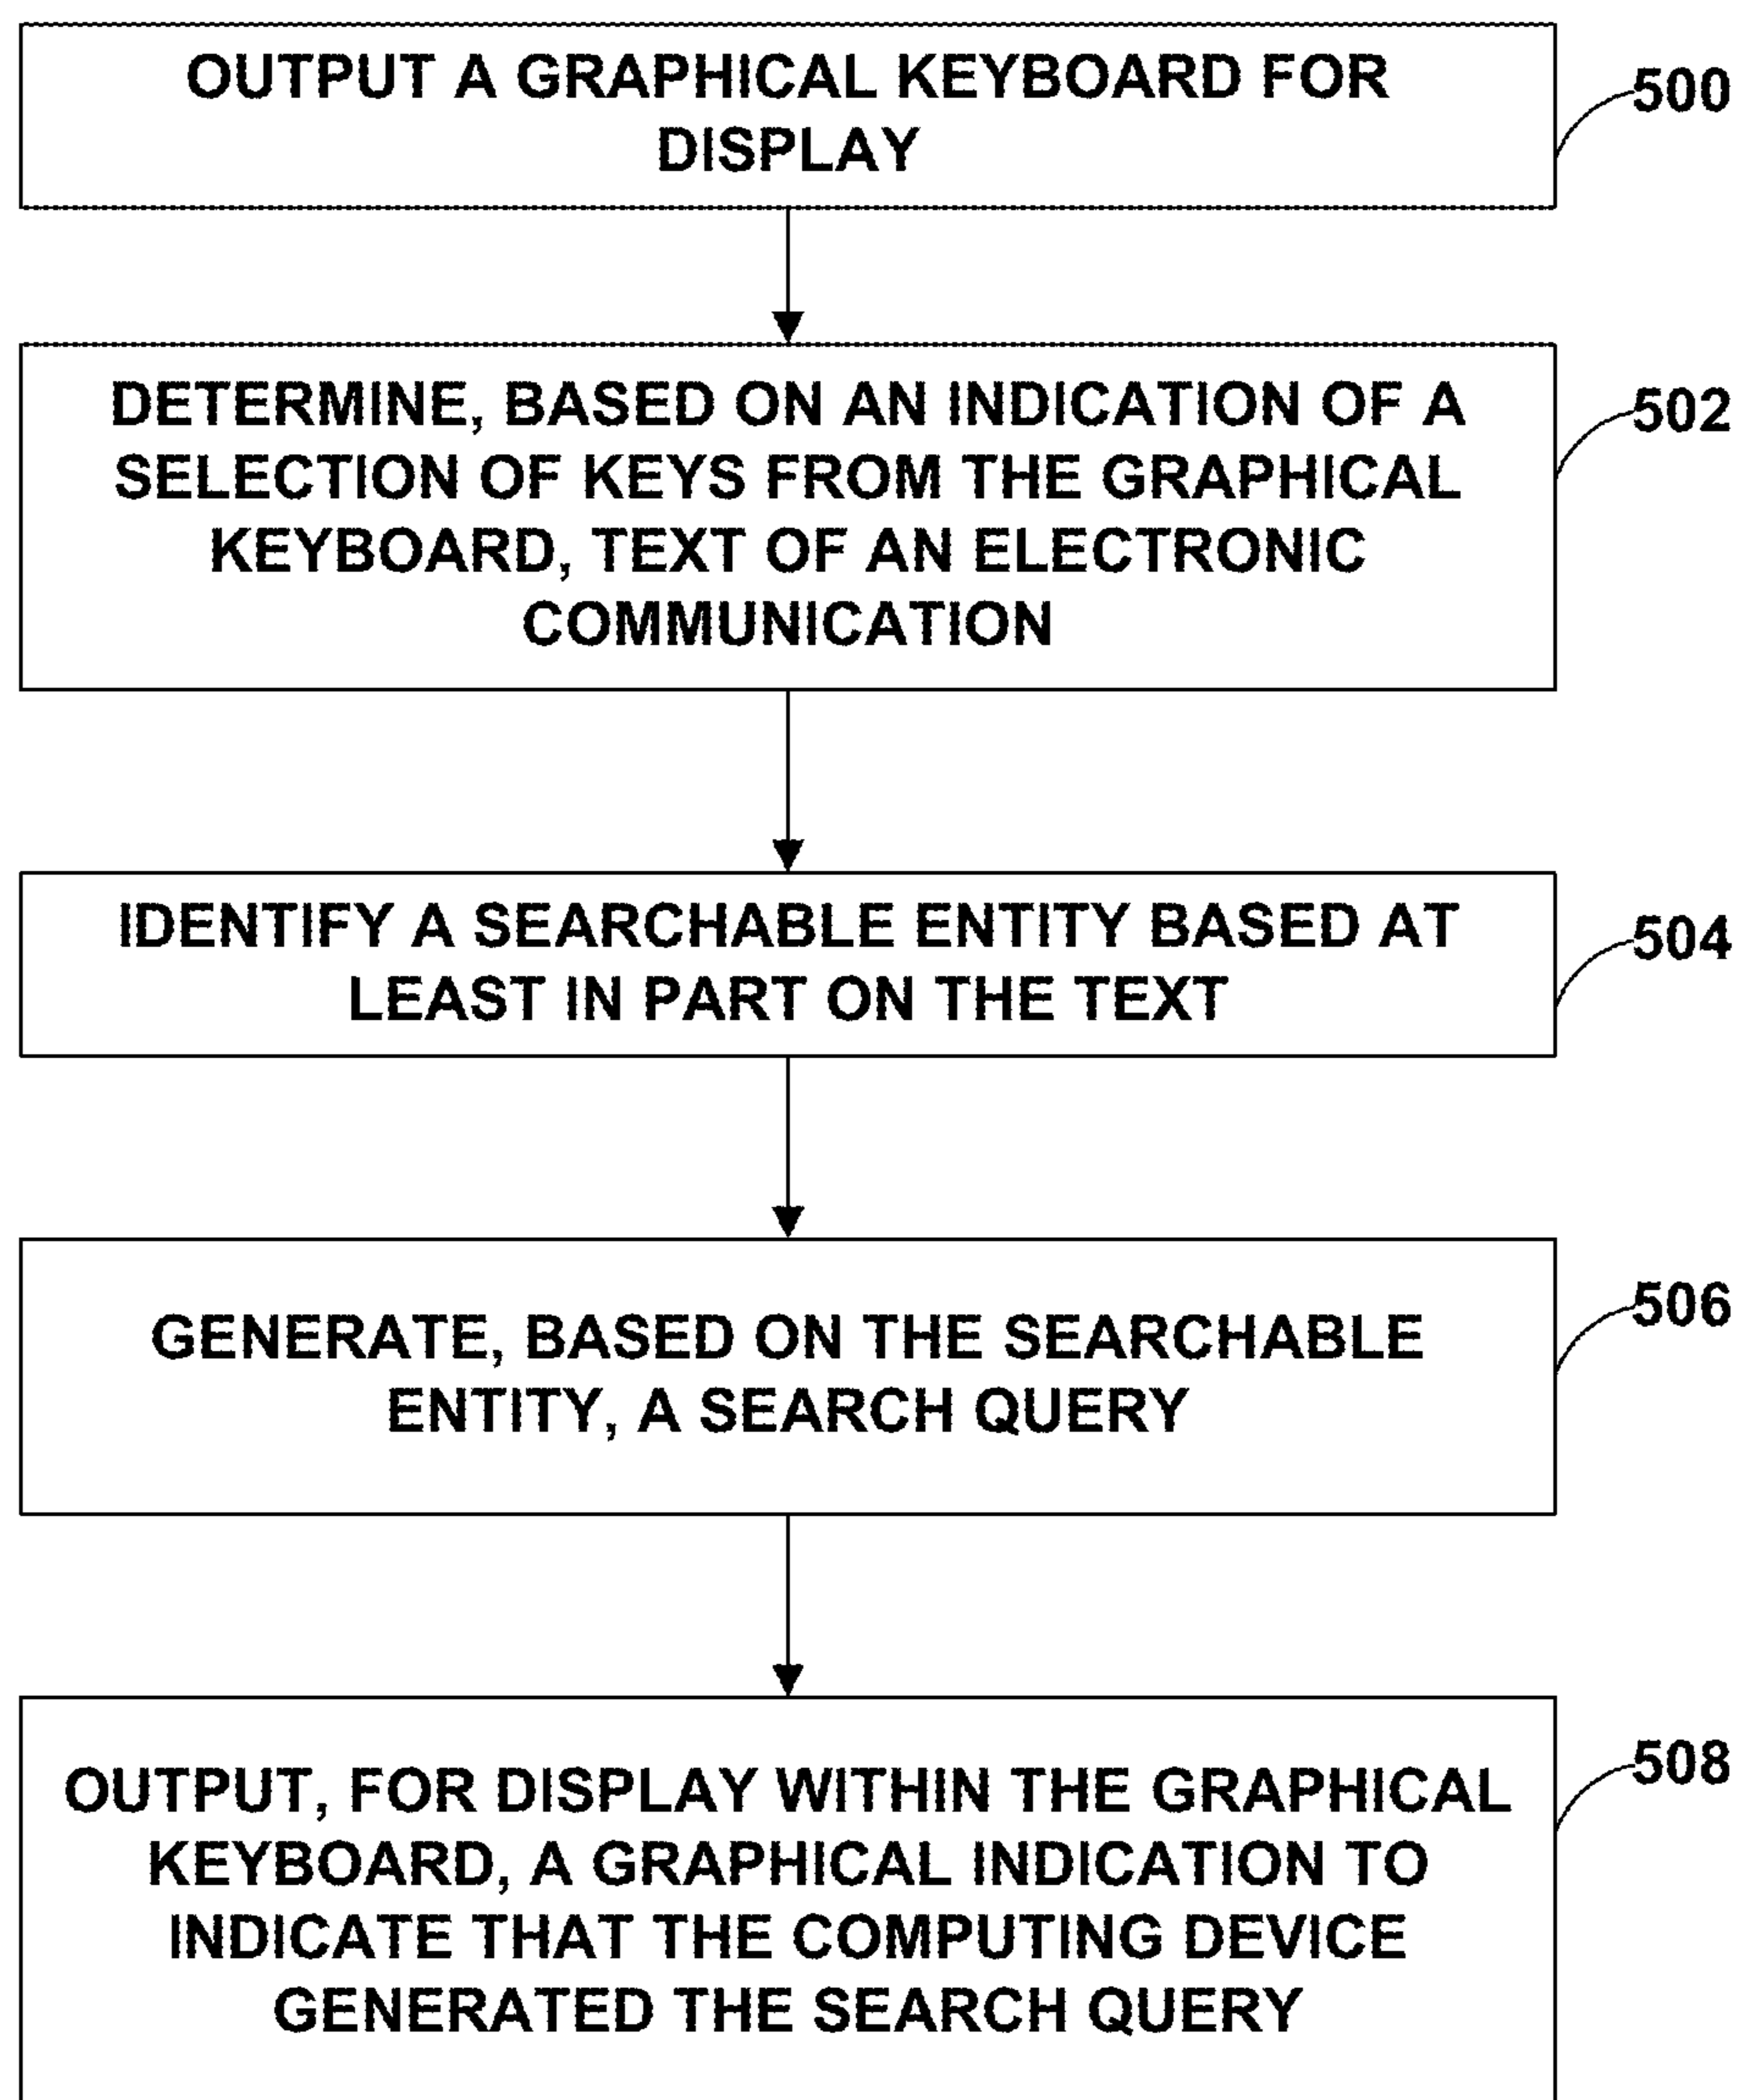 OUTPUT A GRAPHICAL KEYBOARD FOR
DISPLAY
500
DETERMINE, BASED ON AN INDICATION OF A
SELECTION OF KEYS FROM THE GRAPHICAL
KEYBOARD, TEXT OF AN ELECTRONIC
COMMUNICATION
502
IDENTIFY A SEARCHABLE ENTITY BASED AT
LEAST IN PART ON THE TEXT
504
GENERATE, BASED ON THE SEARCHABLE
ENTITY, A SEARCH QUERY
506
OUTPUT, FOR DISPLAY WITHIN THE GRAPHICAL
KEYBOARD, A GRAPHICAL INDICATION TO
INDICATE THAT THE COMPUTING DEVICE
GENERATED THE SEARCH QUERY
508